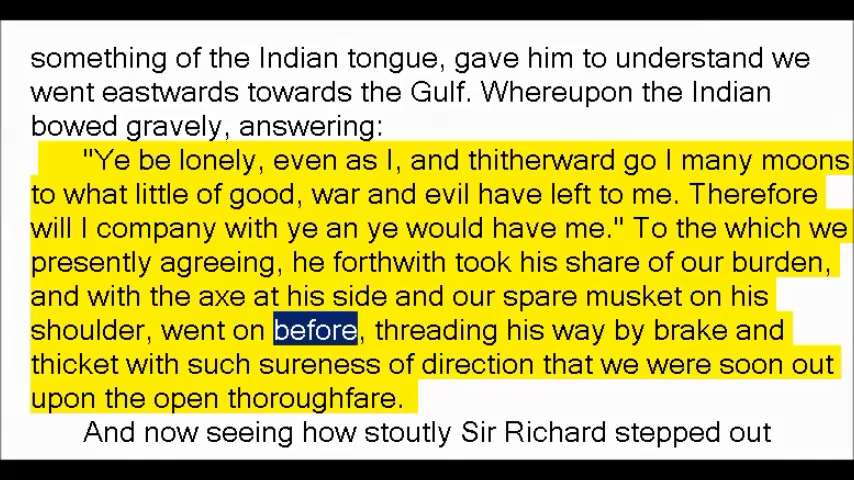 something of the Indian tongue, gave him to understand we
went eastwards towards the Gulf. Whereupon the Indian
bowed gravely, answering:
"Ye be lonely, even as I, and thitherward go I many moons
to what little of good, war and evil have left to me. Therefore
will I company with ye an ye would have me." To the which we
presently agreeing, he forthwith took his share of our burden,
and with the axe at his side and our spare musket on his
shoulder, went on before, threading his way by brake and
thicket with such sureness of direction that we were soon out
upon the open thoroughfare.
And now seeing how stoutly Sir Richard stepped out